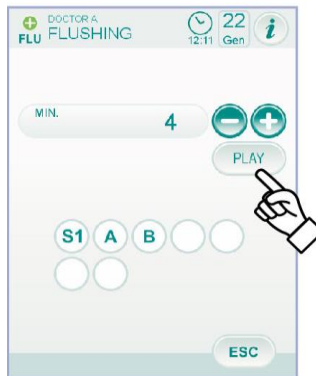 DOCTOR A
FLU FLUSHING
12:11
22
Gen
i
MIN. 4
PLAY
S1 A B
ESC